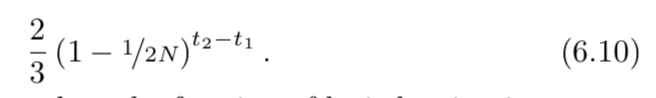 2/3 (1 − 1/2N)^{t₂−t₁} . (6.10)